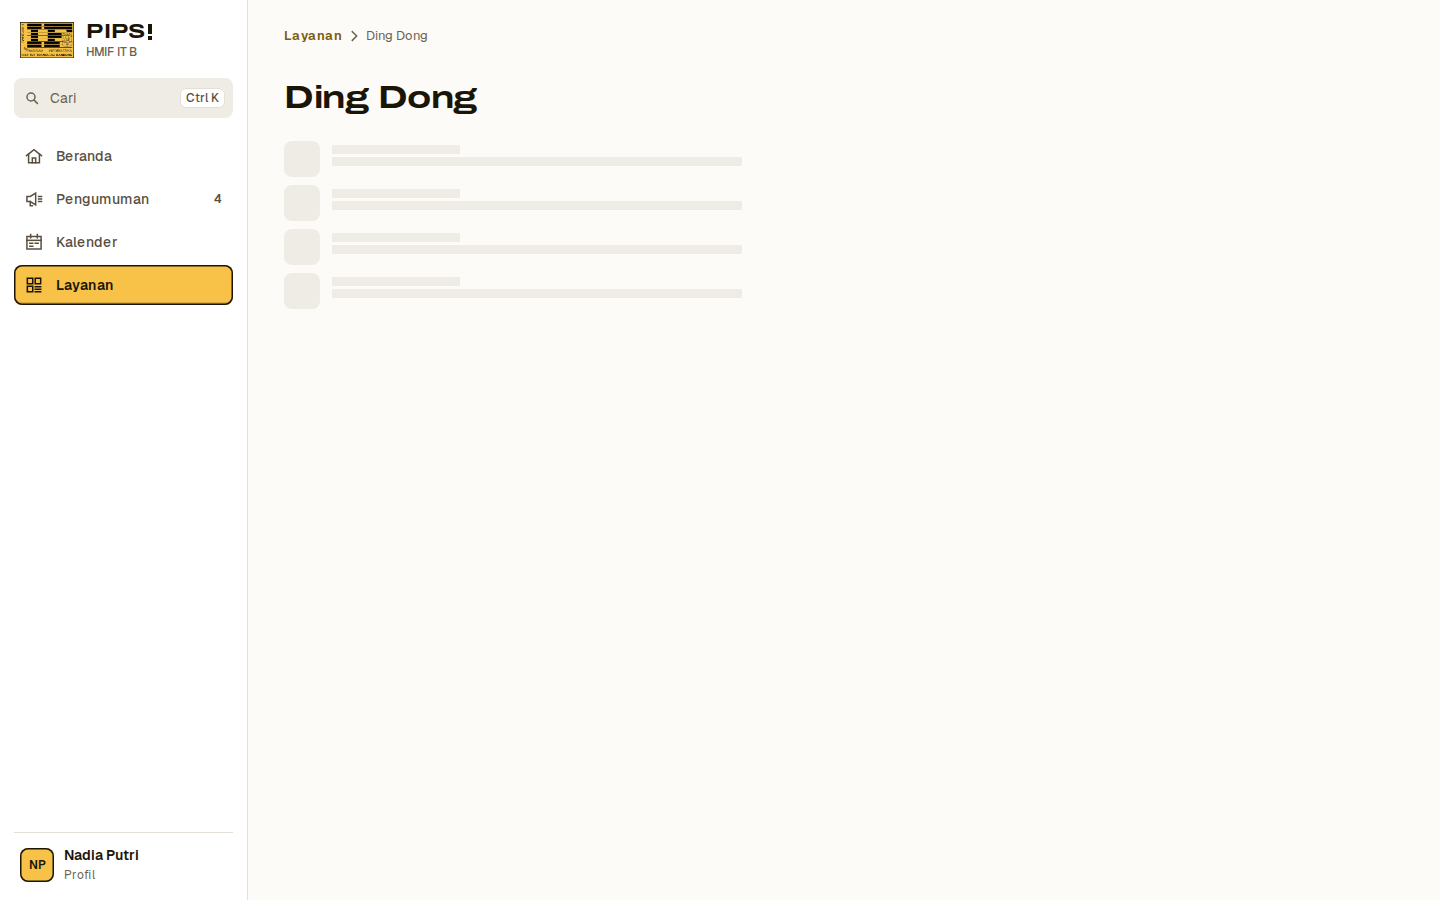 PIPS!
HMIF ITB
Cari
Ctrl K
Beranda
Pengumuman
4
Kalender
Layanan
NP
Nadia Putri
Profil
Layanan
Ding Dong
Ding Dong